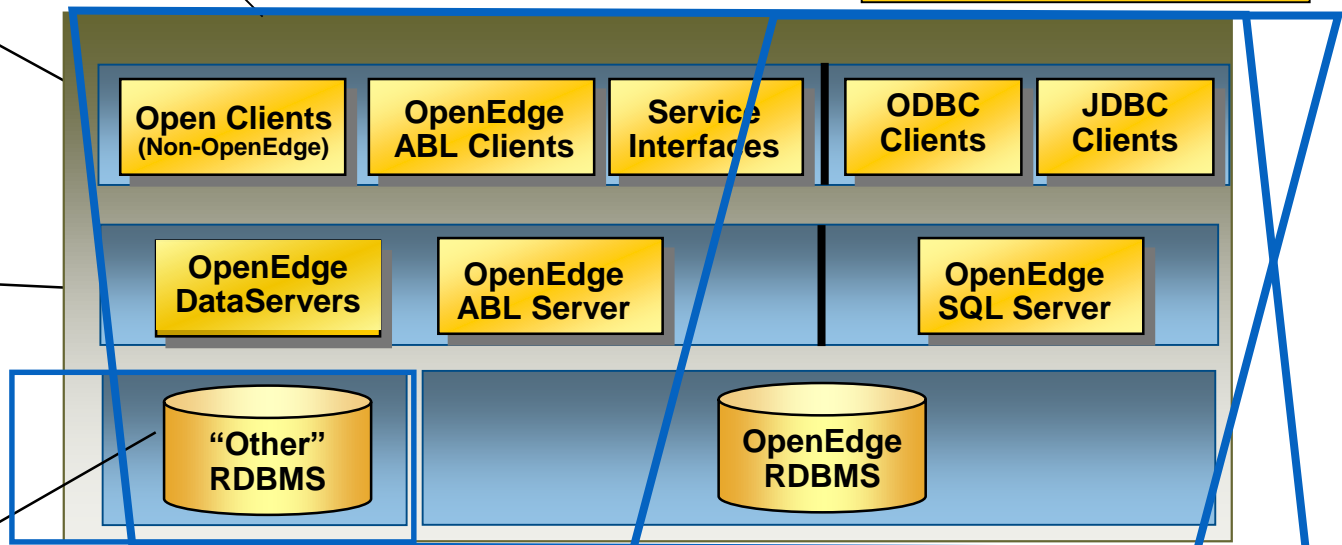 Open Clients
(Non-OpenEdge)
OpenEdge
ABL Clients
Service
Interfaces
ODBC
Clients
JDBC
Clients
OpenEdge
DataServers
OpenEdge
ABL Server
OpenEdge
SQL Server
“Other”
RDBMS
OpenEdge
RDBMS